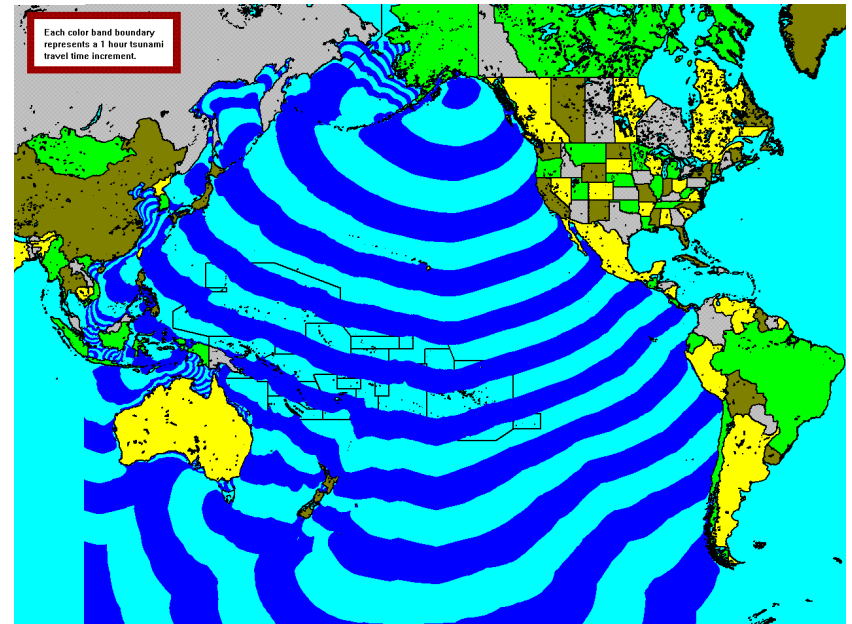 Each color band boundary
represents a 1 hour tsunami
travel time increment.